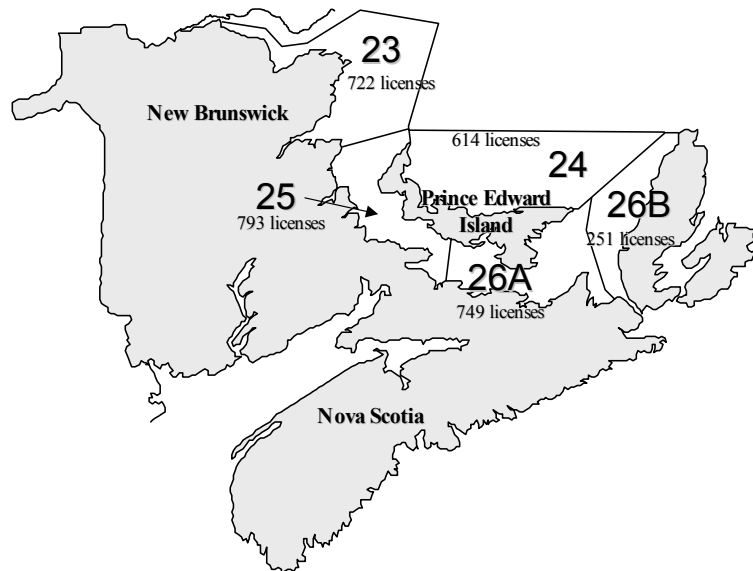 23
722 licenses
New Brunswick
614 licenses
24
25
793 licenses
Prince Edward
Island
26B
251 licenses
26A
749 licenses
Nova Scotia